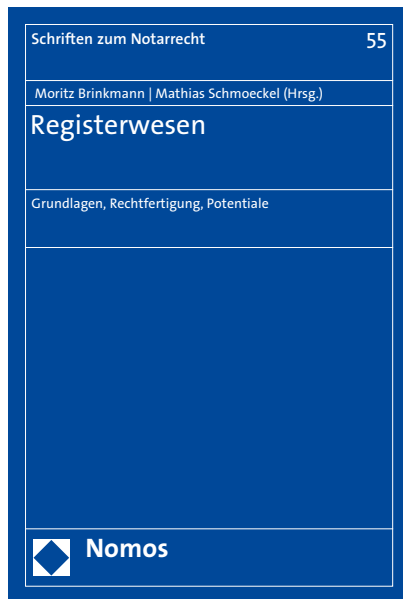 Schriften zum Notarrecht 55
Moritz Brinkmann | Mathias Schmoeckel (Hrsg.)
Registerwesen
Grundlagen, Rechtfertigung, Potentiale
Nomos